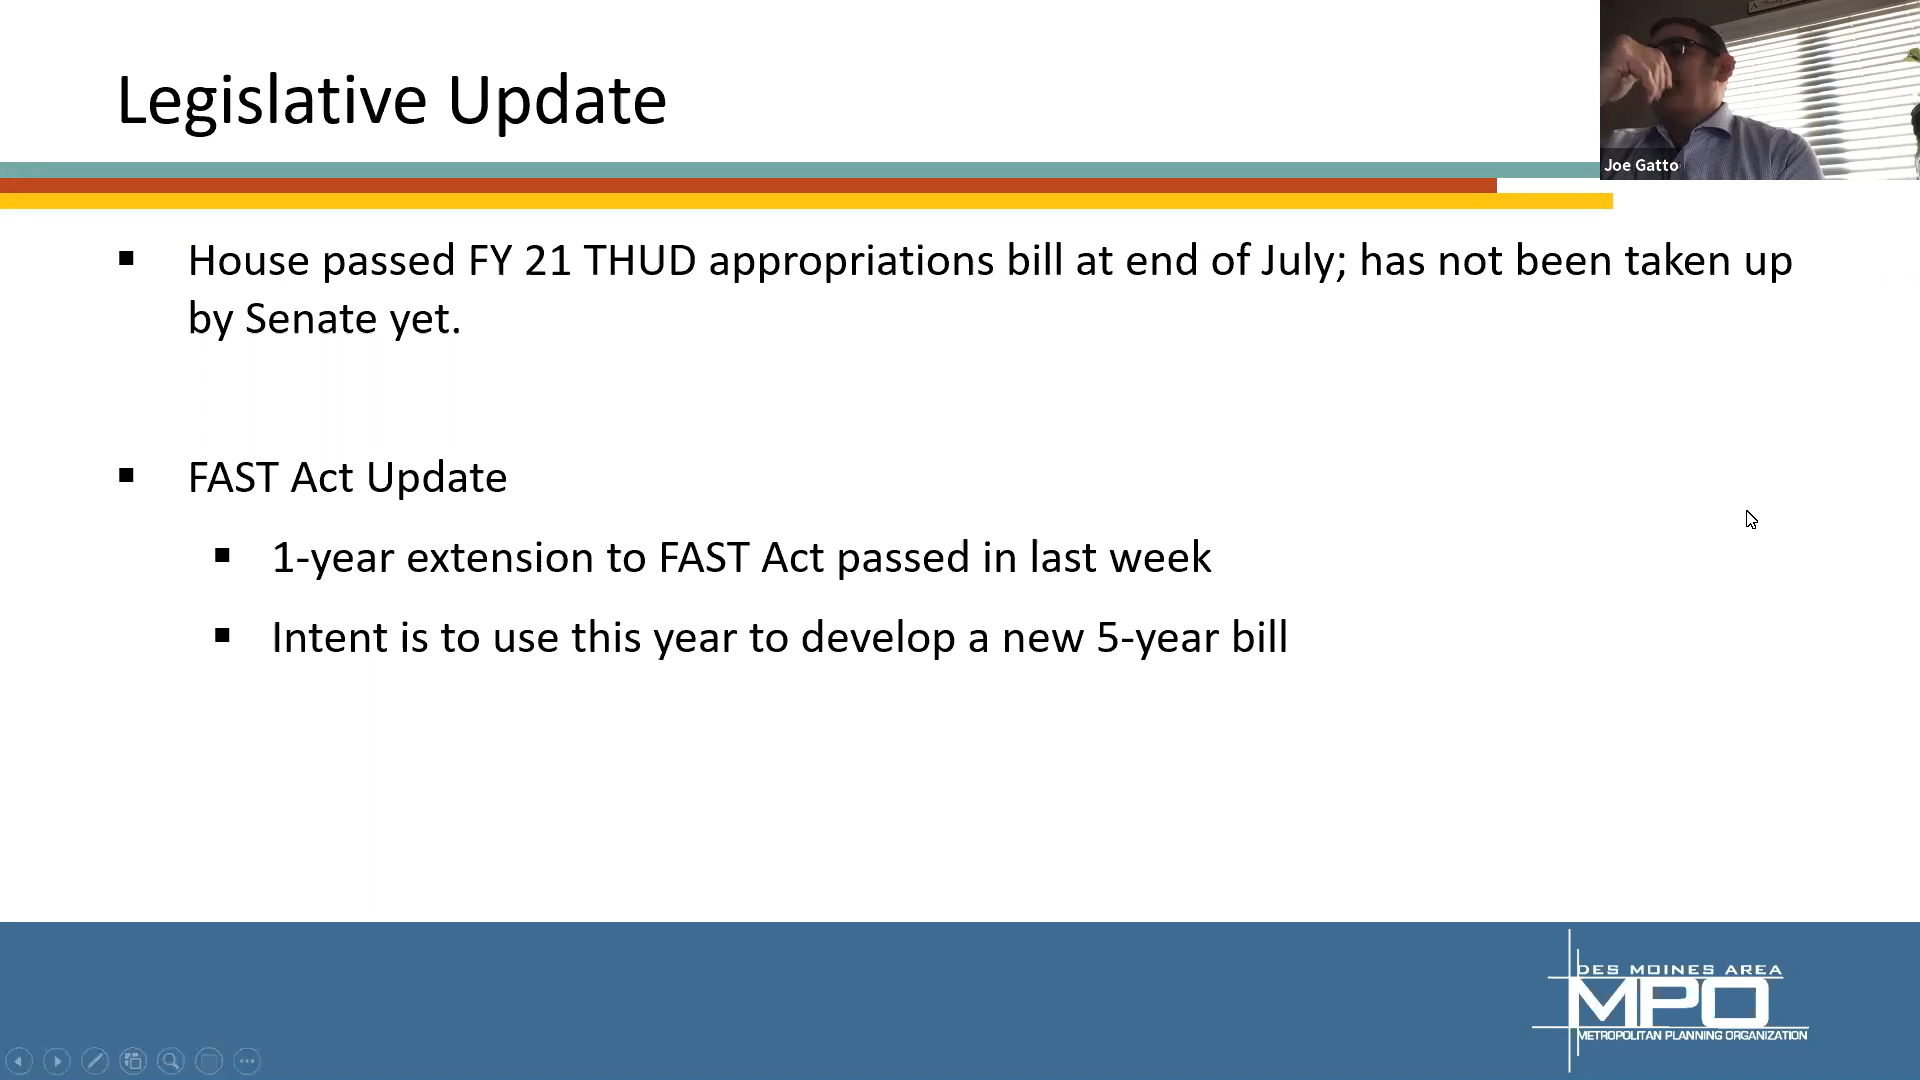 Legislative Update
Joe Gatto
House passed FY 21 THUD appropriations bill at end of July; has not been taken up
by Senate yet.
FAST Act Update
1-year extension to FAST Act passed in last week
Intent is to use this year to develop a new 5-year bill
DES MOINES AREA
MPO
METROPOLITAN PLANNING ORGANIZATION